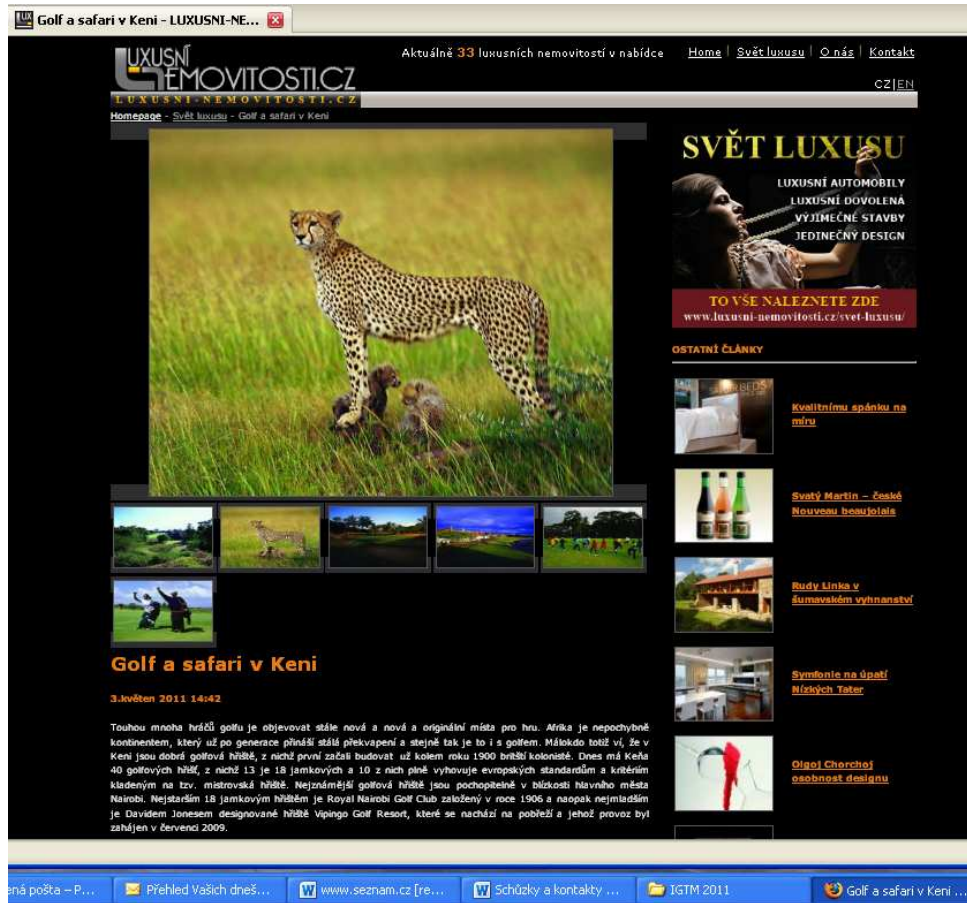 Golf a safari v Keni - LUXUSNI-NE...
LUXUSNÍ
NEMOVITOSTI.CZ
LUXUSNI-NEMOVITOSTI.CZ
Aktuálně 33 luxusních nemovitostí v nabídce
Home | Svět luxusu | O nás | Kontakt
CZ|EN
Homepage - Svět luxusu - Golf a safari v Keni
SVĚT LUXUSU
LUXUSNÍ AUTOMOBILY
LUXUSNÍ DOVOLENÁ
VÝJIMEČNÉ STAVBY
JEDINEČNÝ DESIGN
TO VŠE NALEZNETE ZDE
www.luxusni-nemovitosti.cz/svet-luxusu/
OSTATNÍ ČLÁNKY
Kvalitnímu spánku na
míru
Svatý Martin – české
Nouveau beaujolais
Rudy Linka v
šumavském vyhnanství
Symfonie na úpatí
Nízkých Tater
Olgoj Chorchoj
osobnost designu
Golf a safari v Keni
3.květen 2011 14:42
Touhou mnoha hráčů golfu je objevovat stále nová a nová a originální místa pro hru. Afrika je nepochybně
kontinentem, který už po generace přináší stálá překvapení a stejně tak je to i s golfem. Málokdo totiž ví, že v
Keni jsou dobrá golfová hřiště, z nichž první začali budovat už kolem roku 1900 britští kolonisté. Dnes má Keňa
40 golfových hřišť, z nichž 13 je 18 jamkových a 10 z nich plně vyhovuje evropských standardům a kritériím
kladeným na tzv. mistrovská hřiště. Nejznámější golfová hřiště jsou pochopitelně v blízkosti hlavního města
Nairobi. Nejstarším 18 jamkovým hřištěm je Royal Nairobi Golf Club založený v roce 1906 a naopak nejmladším
je Davidem Jonesem designované hřiště Vipingo Golf Resort, které se nachází na pobřeží a jehož provoz byl
zahájen v červenci 2009.
ená pošta – P...
Přehled Vašich dneš...
www.seznam.cz [re...
Schůzky a kontakty ...
IGTM 2011
Golf a safari v Keni ...